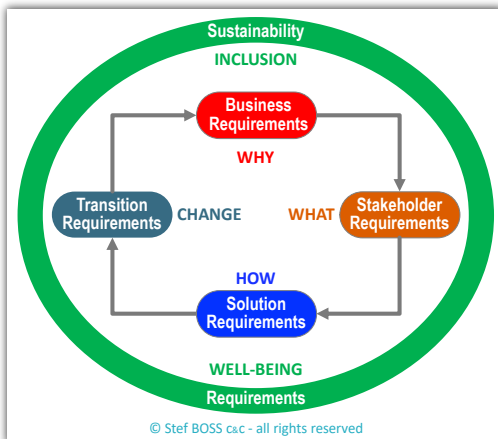 Sustainability
INCLUSION
Business
Requirements
WHY
Transition
Requirements
CHANGE
WHAT
Stakeholder
Requirements
HOW
Solution
Requirements
WELL-BEING
Requirements
© Stef BOSS c&c - all rights reserved